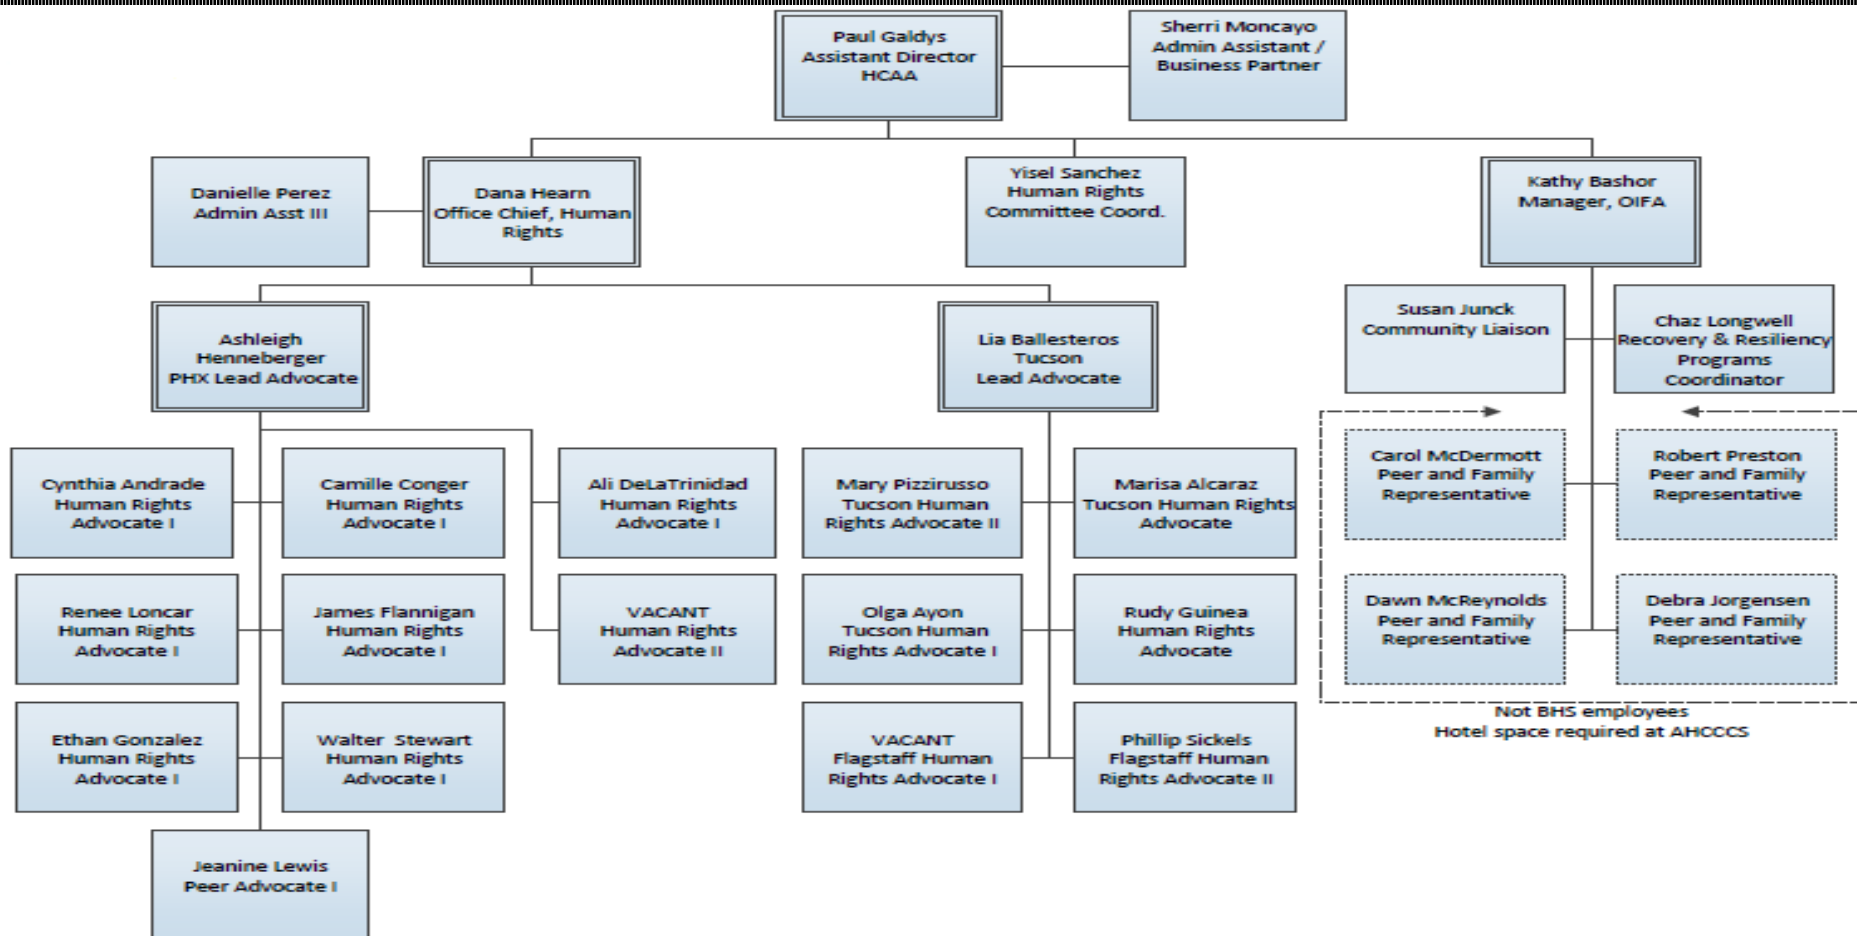 Paul Galdys
Assistant Director
HCAA
Sherri Moncayo
Admin Assistant /
Business Partner
Danielle Perez
Admin Asst III
Dana Hearn
Office Chief, Human
Rights
Yisel Sanchez
Human Rights
Committee Coord.
Kathy Bashor
Manager, OIFA
Ashleigh
Henneberger
PHX Lead Advocate
Lia Ballesteros
Tucson
Lead Advocate
Susan Junck
Community Liaison
Chaz Longwell
Recovery & Resiliency
Programs
Coordinator
Cynthia Andrade
Human Rights
Advocate I
Camille Conger
Human Rights
Advocate I
Ali DeLaTrinidad
Human Rights
Advocate I
Mary Pizzirusso
Tucson Human
Rights Advocate II
Marisa Alcaraz
Tucson Human Rights
Advocate
Carol McDermott
Peer and Family
Representative
Robert Preston
Peer and Family
Representative
Renee Loncar
Human Rights
Advocate I
James Flannigan
Human Rights
Advocate I
VACANT
Human Rights
Advocate II
Olga Ayon
Tucson Human
Rights Advocate I
Rudy Guinea
Human Rights
Advocate
Dawn McReynolds
Peer and Family
Representative
Debra Jorgensen
Peer and Family
Representative
Ethan Gonzalez
Human Rights
Advocate I
Walter Stewart
Human Rights
Advocate I
VACANT
Flagstaff Human
Rights Advocate I
Phillip Sickels
Flagstaff Human
Rights Advocate II
Not BHS employees
Hotel space required at AHCCCS
Jeanine Lewis
Peer Advocate I